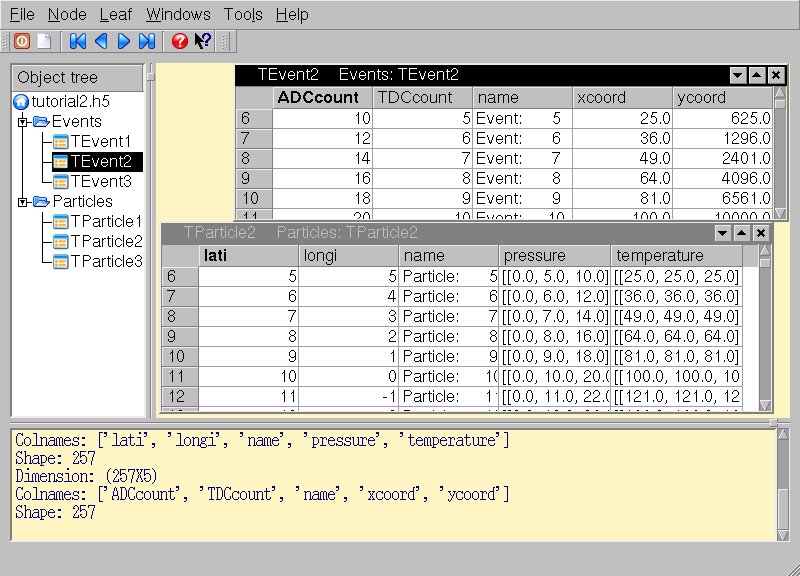 File Node Leaf Windows Tools Help
Object tree
tutorial2.h5
Events
TEvent1
TEvent2
TEvent3
Particles
TParticle1
TParticle2
TParticle3
TEvent2 Events: TEvent2
ADCcount TDCcount name xcoord ycoord
6 10 5 Event: 5 25.0 625.0
7 12 6 Event: 6 36.0 1296.0
8 14 7 Event: 7 49.0 2401.0
9 16 8 Event: 8 64.0 4096.0
10 18 9 Event: 9 81.0 6561.0
11 20 10 Event: 10 100.0 10000.0
TParticle2 Particles: TParticle2
lati longi name pressure temperature
6 5 5 Particle: 5 [[0.0, 5.0, 10.0] [[25.0, 25.0, 25.0]
7 6 4 Particle: 6 [[0.0, 6.0, 12.0] [[36.0, 36.0, 36.0]
8 7 3 Particle: 7 [[0.0, 7.0, 14.0] [[49.0, 49.0, 49.0]
9 8 2 Particle: 8 [[0.0, 8.0, 16.0] [[64.0, 64.0, 64.0]
10 9 1 Particle: 9 [[0.0, 9.0, 18.0] [[81.0, 81.0, 81.0]
11 10 0 Particle: 10 [[0.0, 10.0, 20.0 [[100.0, 100.0, 10
12 11 -1 Particle: 1 [[0.0, 11.0, 22.0 [[121.0, 121.0, 12
Colnames: ['lati', 'longi', 'name', 'pressure', 'temperature']
Shape: 257
Dimension: (257X5)
Colnames: ['ADCcount', 'TDCcount', 'name', 'xcoord', 'ycoord']
Shape: 257